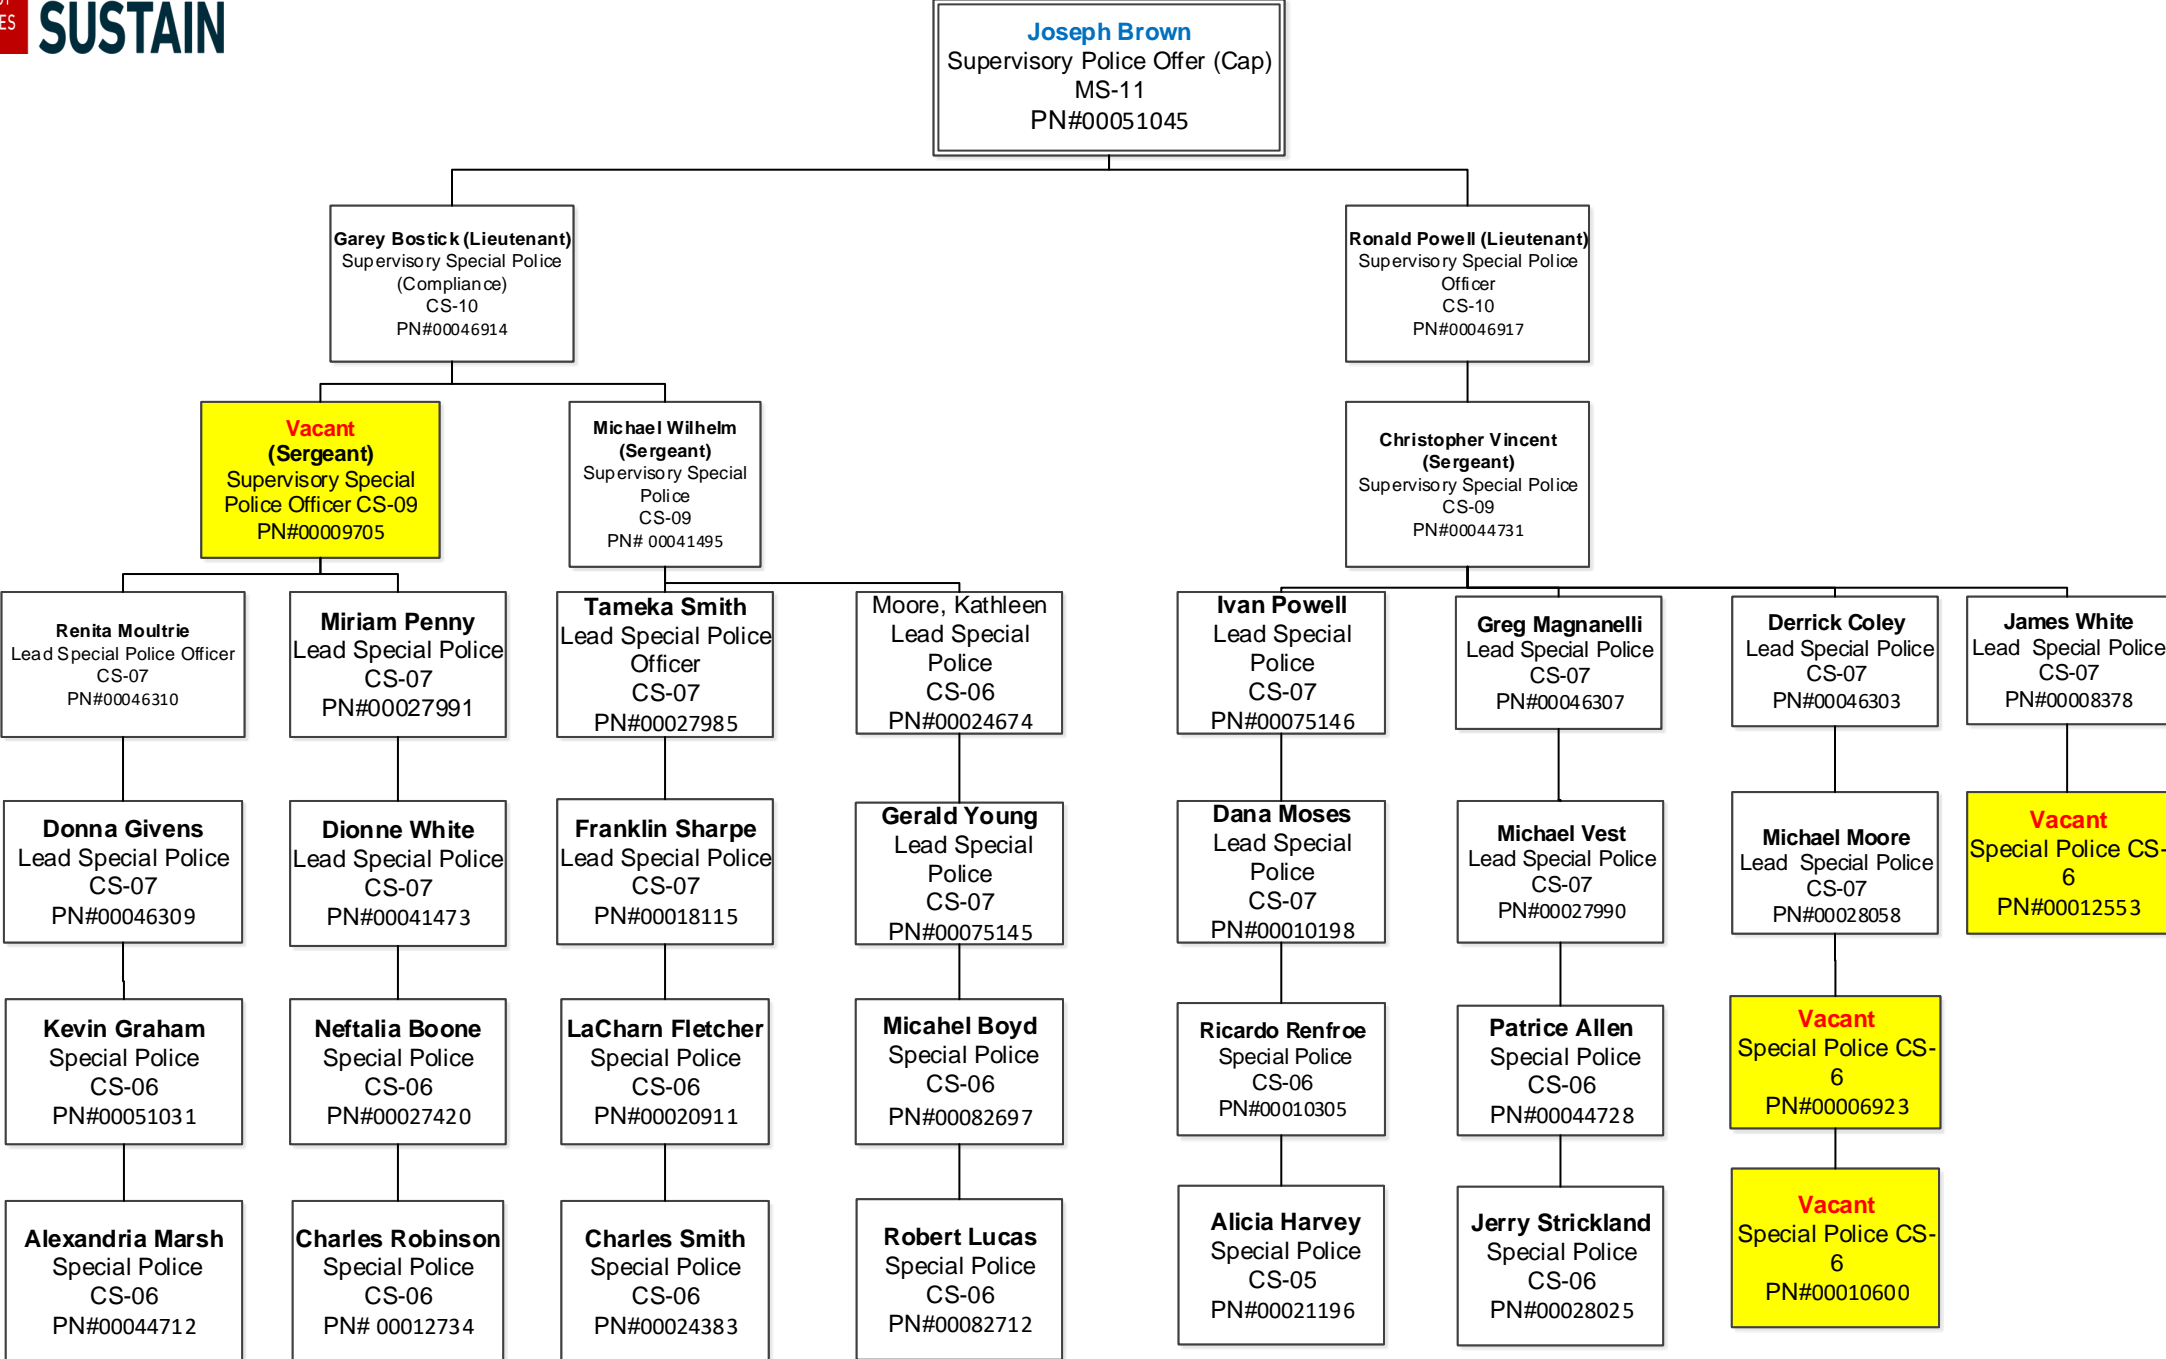 ES
SUSTAIN
Joseph Brown
Supervisory Police Offer (Cap)
MS-11
PN#00051045
Garey Bostick (Lieutenant)
Supervisory Special Police
(Compliance)
CS-10
PN#00046914
Ronald Powell (Lieutenant)
Supervisory Special Police
Officer
CS-10
PN#00046917
Vacant
(Sergeant)
Supervisory Special
Police Officer CS-09
PN#00009705
Michael Wilhelm
(Sergeant)
Supervisory Special
Police
CS-09
PN# 00041495
Christopher Vincent
(Sergeant)
Supervisory Special Police
CS-09
PN#00044731
Renita Moultrie
Lead Special Police Officer
CS-07
PN#00046310
Miriam Penny
Lead Special Police
CS-07
PN#00027991
Tameka Smith
Lead Special Police
Officer
CS-07
PN#00027985
Moore, Kathleen
Lead Special
Police
CS-06
PN#00024674
Ivan Powell
Lead Special
Police
CS-07
PN#00075146
Greg Magnanelli
Lead Special Police
CS-07
PN#00046307
Derrick Coley
Lead Special Police
CS-07
PN#00046303
James White
Lead  Special Police
CS-07
PN#00008378
Donna Givens
Lead Special Police
CS-07
PN#00046309
Dionne White
Lead Special Police
CS-07
PN#00041473
Franklin Sharpe
Lead Special Police
CS-07
PN#00018115
Gerald Young
Lead Special
Police
CS-07
PN#00075145
Dana Moses
Lead Special
Police
CS-07
PN#00010198
Michael Vest
Lead Special Police
CS-07
PN#00027990
Michael Moore
Lead  Special Police
CS-07
PN#00028058
Vacant
Special Police CS-
6
PN#00012553
Kevin Graham
Special Police
CS-06
PN#00051031
Neftalia Boone
Special Police
CS-06
PN#00027420
LaCharn Fletcher
Special Police
CS-06
PN#00020911
Micahel Boyd
Special Police
CS-06
PN#00082697
Ricardo Renfroe
Special Police
CS-06
PN#00010305
Patrice Allen
Special Police
CS-06
PN#00044728
Vacant
Special Police CS-
6
PN#00006923
Alexandria Marsh
Special Police
CS-06
PN#00044712
Charles Robinson
Special Police
CS-06
PN# 00012734
Charles Smith
Special Police
CS-06
PN#00024383
Robert Lucas
Special Police
CS-06
PN#00082712
Alicia Harvey
Special Police
CS-05
PN#00021196
Jerry Strickland
Special Police
CS-06
PN#00028025
Vacant
Special Police CS-
6
PN#00010600